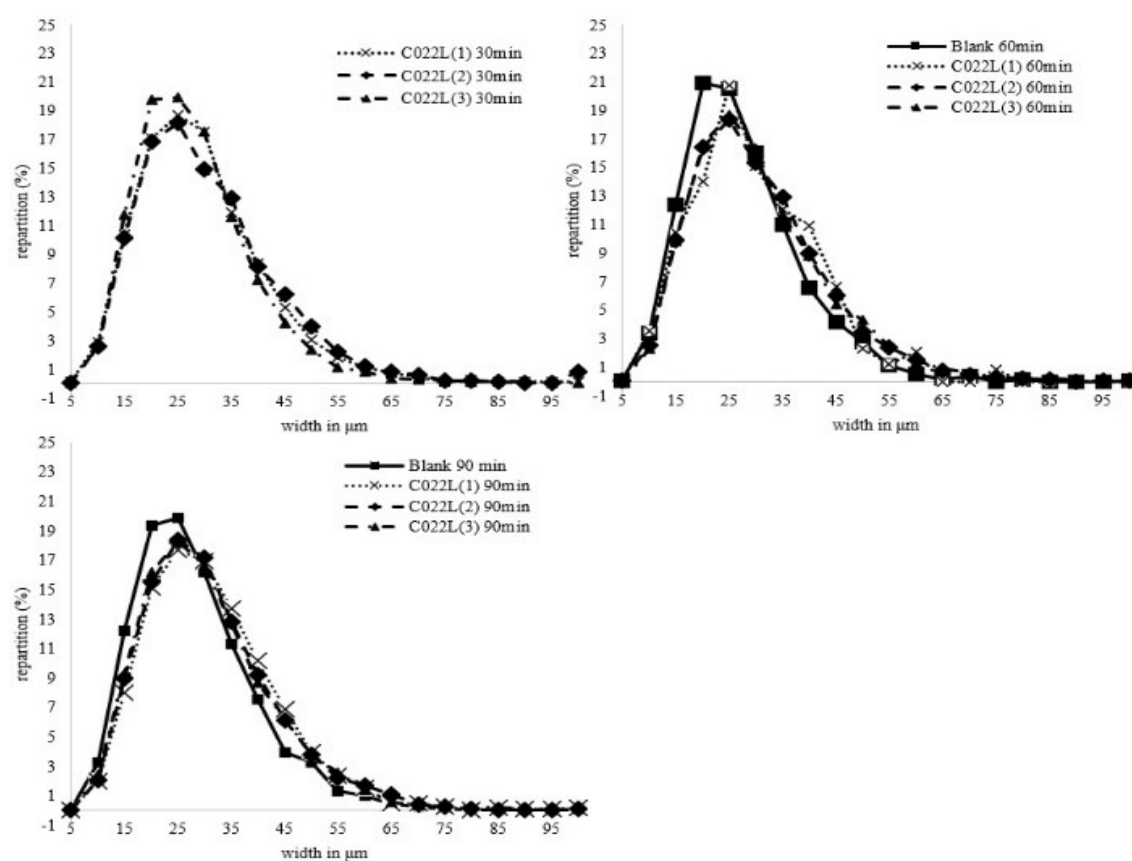 25
23
21
19
17
15
13
11
9
7
5
3
1
-1
repartition (%)
C022L(1) 30min
C022L(2) 30min
C022L(3) 30min
5 15 25 35 45 55 65 75 85 95
width in μm
25
23
21
19
17
15
13
11
9
7
5
3
1
-1
repartition (%)
Blank 60min
C022L(1) 60min
C022L(2) 60min
C022L(3) 60min
5 15 25 35 45 55 65 75 85 95
width in μm
25
23
21
19
17
15
13
11
9
7
5
3
1
-1
repartition (%)
Blank 90 min
C022L(1) 90min
C022L(2) 90min
C022L(3) 90min
5 15 25 35 45 55 65 75 85 95
width in μm